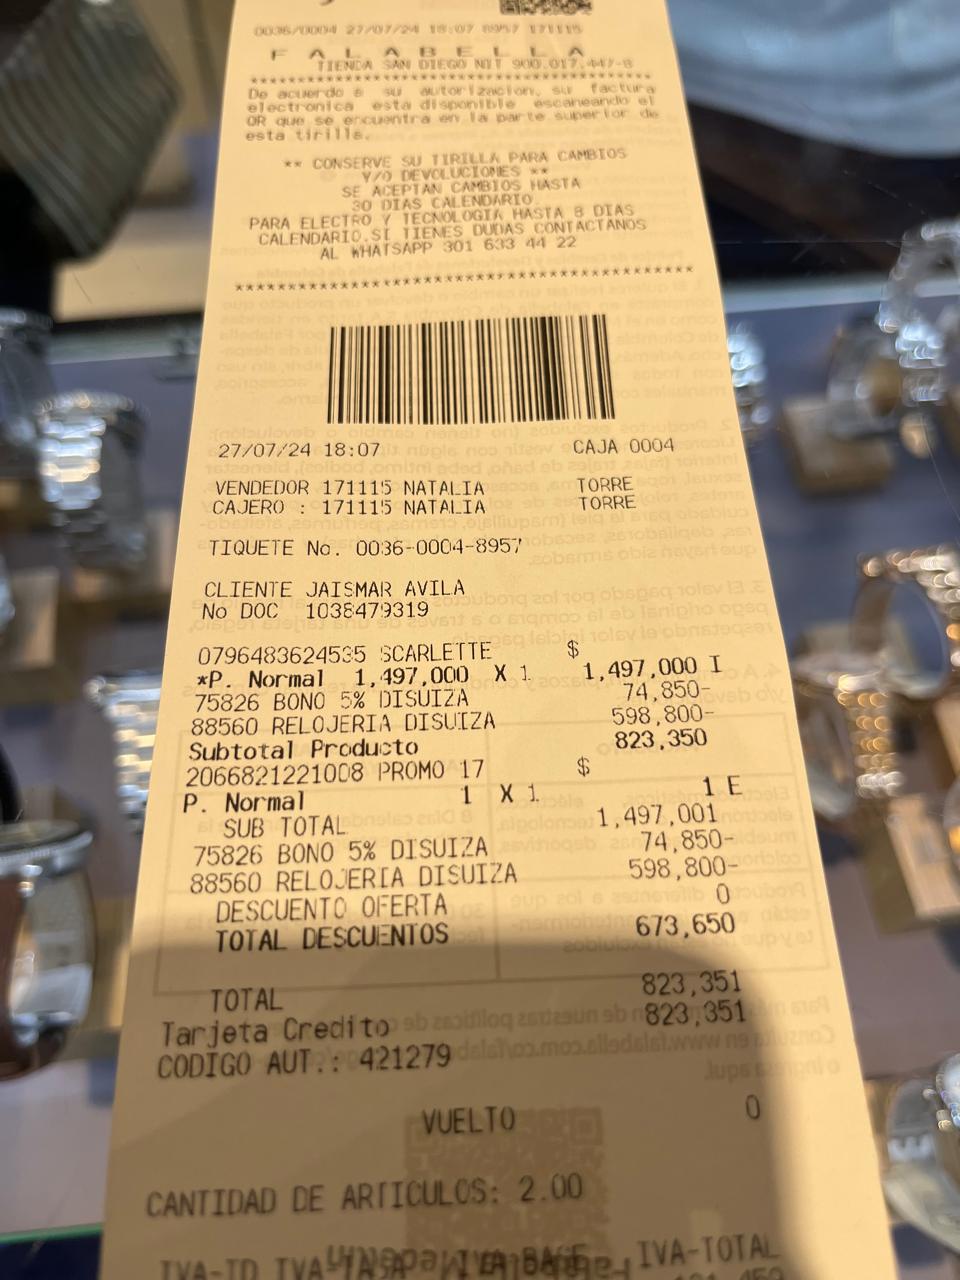 0036/0004 27/07/24 18:07 8957 171115
F A L A B E L L A
TIENDA SAN DIEGO NIT 900.017.447-8
****************************************************
De acuerdo a su autorizacion, su factura
electronica esta disponible escaneando el
QR que se encuentra en la parte superior de
esta tirilla.
** CONSERVE SU TIRILLA PARA CAMBIOS
Y/O DEVOLUCIONES **
SE ACEPTAN CAMBIOS HASTA
30 DIAS CALENDARIO.
PARA ELECTRO Y TECNOLOGIA HASTA 8 DIAS
CALENDARIO.SI TIENES DUDAS CONTACTANOS
AL WHATSAPP 301 633 44 22
****************************************************
27/07/24 18:07 CAJA 0004
VENDEDOR 171115 NATALIA TORRE
CAJERO : 171115 NATALIA TORRE
TIQUETE No. 0036-0004-8957
CLIENTE JAISMAR AVILA
No DOC 1038479319
0796483624535 SCARLETTE $
*P. Normal 1,497,000 X 1 1,497,000 I
75826 BONO 5% DISUIZA 74,850-
88560 RELOJERIA DISUIZA 598,800-
Subtotal Producto 823,350
2066821221008 PROMO 17 $
P. Normal 1 X 1 1 E
SUB TOTAL 1,497,001
75826 BONO 5% DISUIZA 74,850-
88560 RELOJERIA DISUIZA 598,800-
DESCUENTO OFERTA 0
TOTAL DESCUENTOS 673,650
TOTAL 823,351
Tarjeta Credito 823,351
CODIGO AUT.: 421279
VUELTO 0
CANTIDAD DE ARTICULOS: 2.00
IVA-TD IVA-TASA IVA-BASE IVA-TOTAL